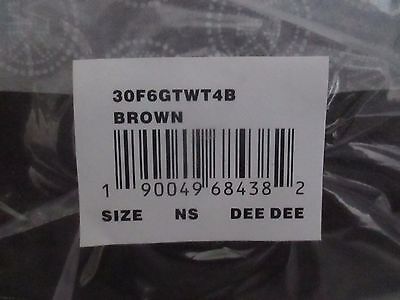 30F6GTWT4B
BROWN
1 90049 68438 2
SIZE NS DEE DEE